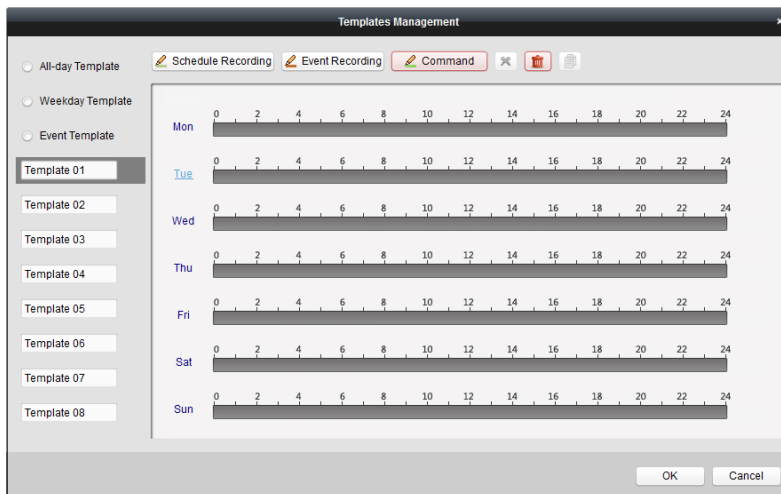 Templates Management
All-day Template
Weekday Template
Event Template
Template 01
Template 02
Template 03
Template 04
Template 05
Template 06
Template 07
Template 08
Schedule Recording Event Recording Command
0 2 4 6 8 10 12 14 16 18 20 22 24
Mon
0 2 4 6 8 10 12 14 16 18 20 22 24
Tue
0 2 4 6 8 10 12 14 16 18 20 22 24
Wed
0 2 4 6 8 10 12 14 16 18 20 22 24
Thu
0 2 4 6 8 10 12 14 16 18 20 22 24
Fri
0 2 4 6 8 10 12 14 16 18 20 22 24
Sat
0 2 4 6 8 10 12 14 16 18 20 22 24
Sun
OK Cancel